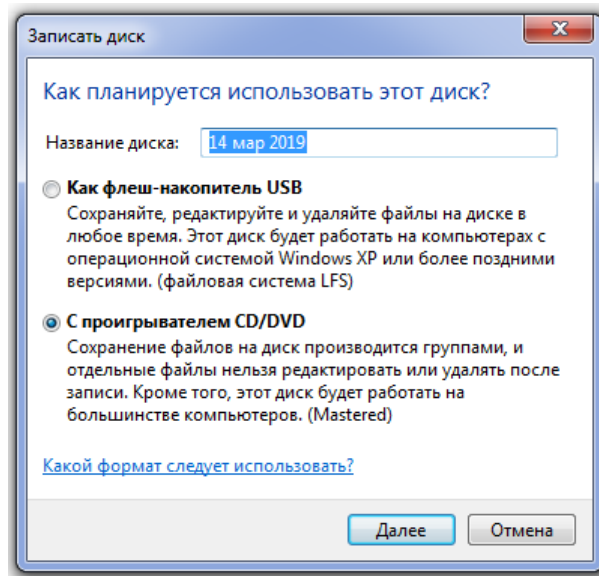 Записать диск
Как планируется использовать этот диск?
Название диска: 14 мар 2019
Как флеш-накопитель USB
Сохраняйте, редактируйте и удаляйте файлы на диске в
любое время. Этот диск будет работать на компьютерах с
операционной системой Windows XP или более поздними
версиями. (файловая система LFS)
С проигрывателем CD/DVD
Сохранение файлов на диск производится группами, и
отдельные файлы нельзя редактировать или удалять после
записи. Кроме того, этот диск будет работать на
большинстве компьютеров. (Mastered)
Какой формат следует использовать?
Далее Отмена